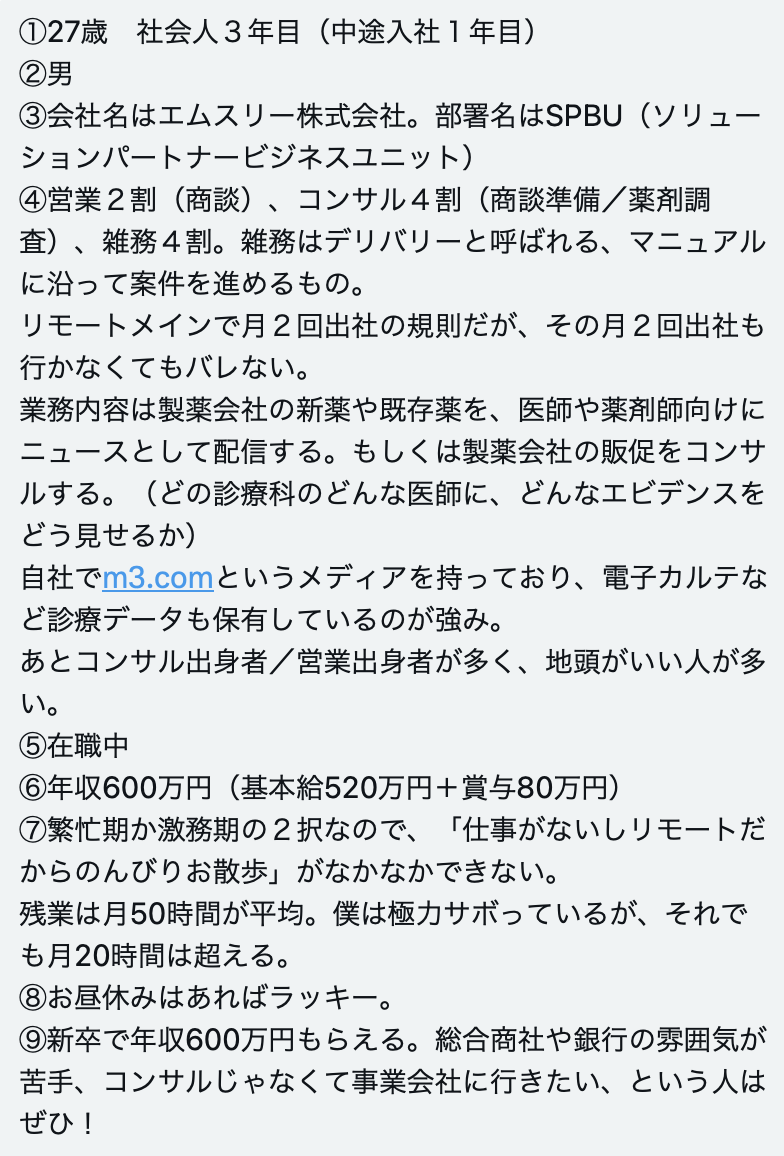 ①27歳　社会人３年目（中途入社１年目）
②男
③会社名はエムスリー株式会社。部署名はSPBU（ソリュー
ションパートナービジネスユニット）
④営業２割（商談）、コンサル４割（商談準備／薬剤調
査）、雑務４割。雑務はデリバリーと呼ばれる、マニュアル
に沿って案件を進めるもの。
リモートメインで月２回出社の規則だが、その月２回出社も
行かなくてもバレない。
業務内容は製薬会社の新薬や既存薬を、医師や薬剤師向けに
ニュースとして配信する。もしくは製薬会社の販促をコンサ
ルする。（どの診療科のどんな医師に、どんなエビデンスを
どう見せるか）
自社でm3.comというメディアを持っており、電子カルテな
ど診療データも保有しているのが強み。
あとコンサル出身者／営業出身者が多く、地頭がいい人が多
い。
⑤在職中
⑥年収600万円（基本給520万円＋賞与80万円）
⑦繁忙期か激務期の２択なので、「仕事がないしリモートだ
からのんびりお散歩」がなかなかできない。
残業は月50時間が平均。僕は極力サボっているが、それで
も月20時間は超える。
⑧お昼休みはあればラッキー。
⑨新卒で年収600万円もらえる。総合商社や銀行の雰囲気が
苦手、コンサルじゃなくて事業会社に行きたい、という人は
ぜひ！